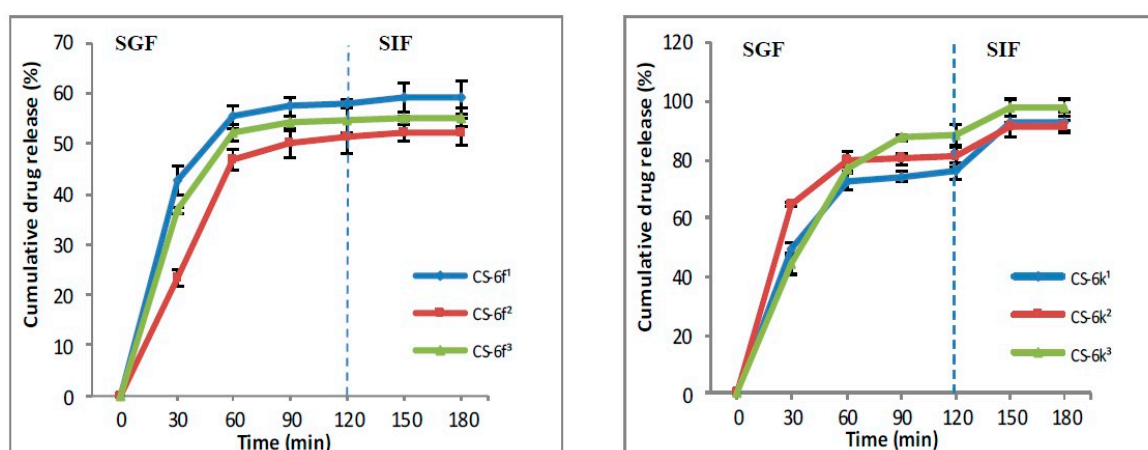 SGF
SIF
Cumulative drug release (%)
70
60
50
40
30
20
10
0
CS-6f¹
CS-6f²
CS-6f³
0 30 60 90 120 150 180
Time (min)
SGF
SIF
Cumulative drug release (%)
120
100
80
60
40
20
0
CS-6k¹
CS-6k²
CS-6k³
0 30 60 90 120 150 180
Time (min)